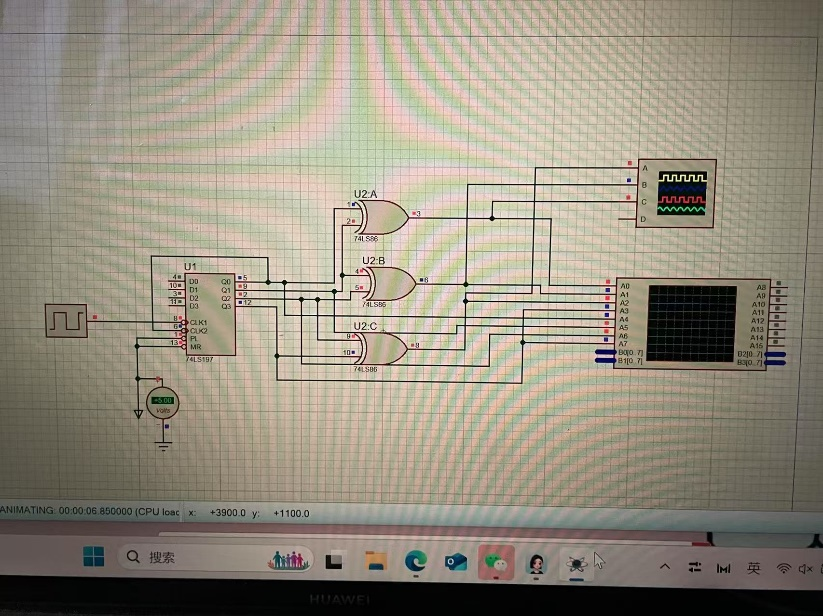 U2:A
1
2
3
74LS86
A
B
C
D
U2:B
4
5
6
74LS86
U1
4
10
3
11
D0
D1
D2
D3
Q0
Q1
Q2
Q3
5
9
2
12
8
6
1
13
CLK1
CLK2
PL
MR
74LS197
U2:C
9
10
8
74LS86
A0
A1
A2
A3
A4
A5
A6
A7
B0[0..7]
B1[0..7]
A8
A9
A10
A11
A12
A13
A14
A15
B2[0..7]
B3[0..7]
+5.00
Volts
ANIMATING: 00:00:06.850000 (CPU load
x: +3900.0 y: +1100.0
搜索
英
HUAWEI